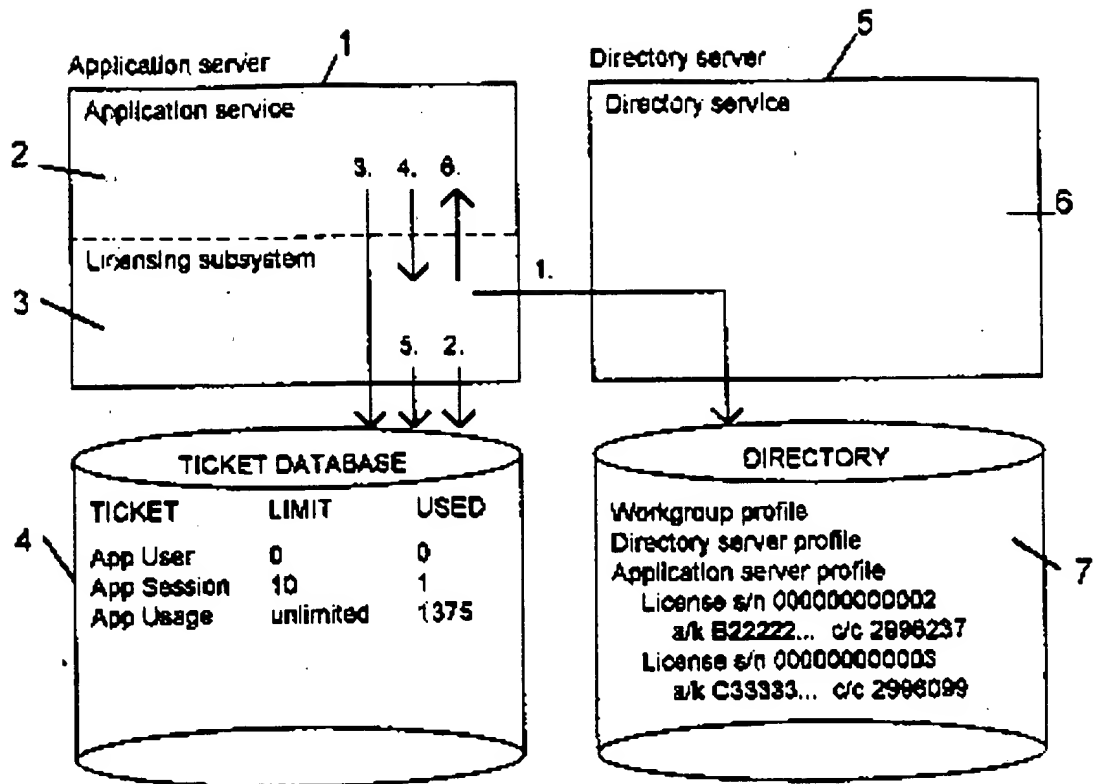 1
5
Application server
Directory server
Application service
Directory service
2
3. 4. 6.
6
Licensing subsystem
1.
3
5. 2.
TICKET DATABASE
DIRECTORY
TICKET LIMIT USED
Workgroup profile
4
App User 0 0
Directory server profile
7
App Session 10 1
Application server profile
App Usage unlimited 1375
License s/n 000000000002
a/k B22222... c/c 2996237
License s/n 000000000003
a/k C33333... c/c 2996099